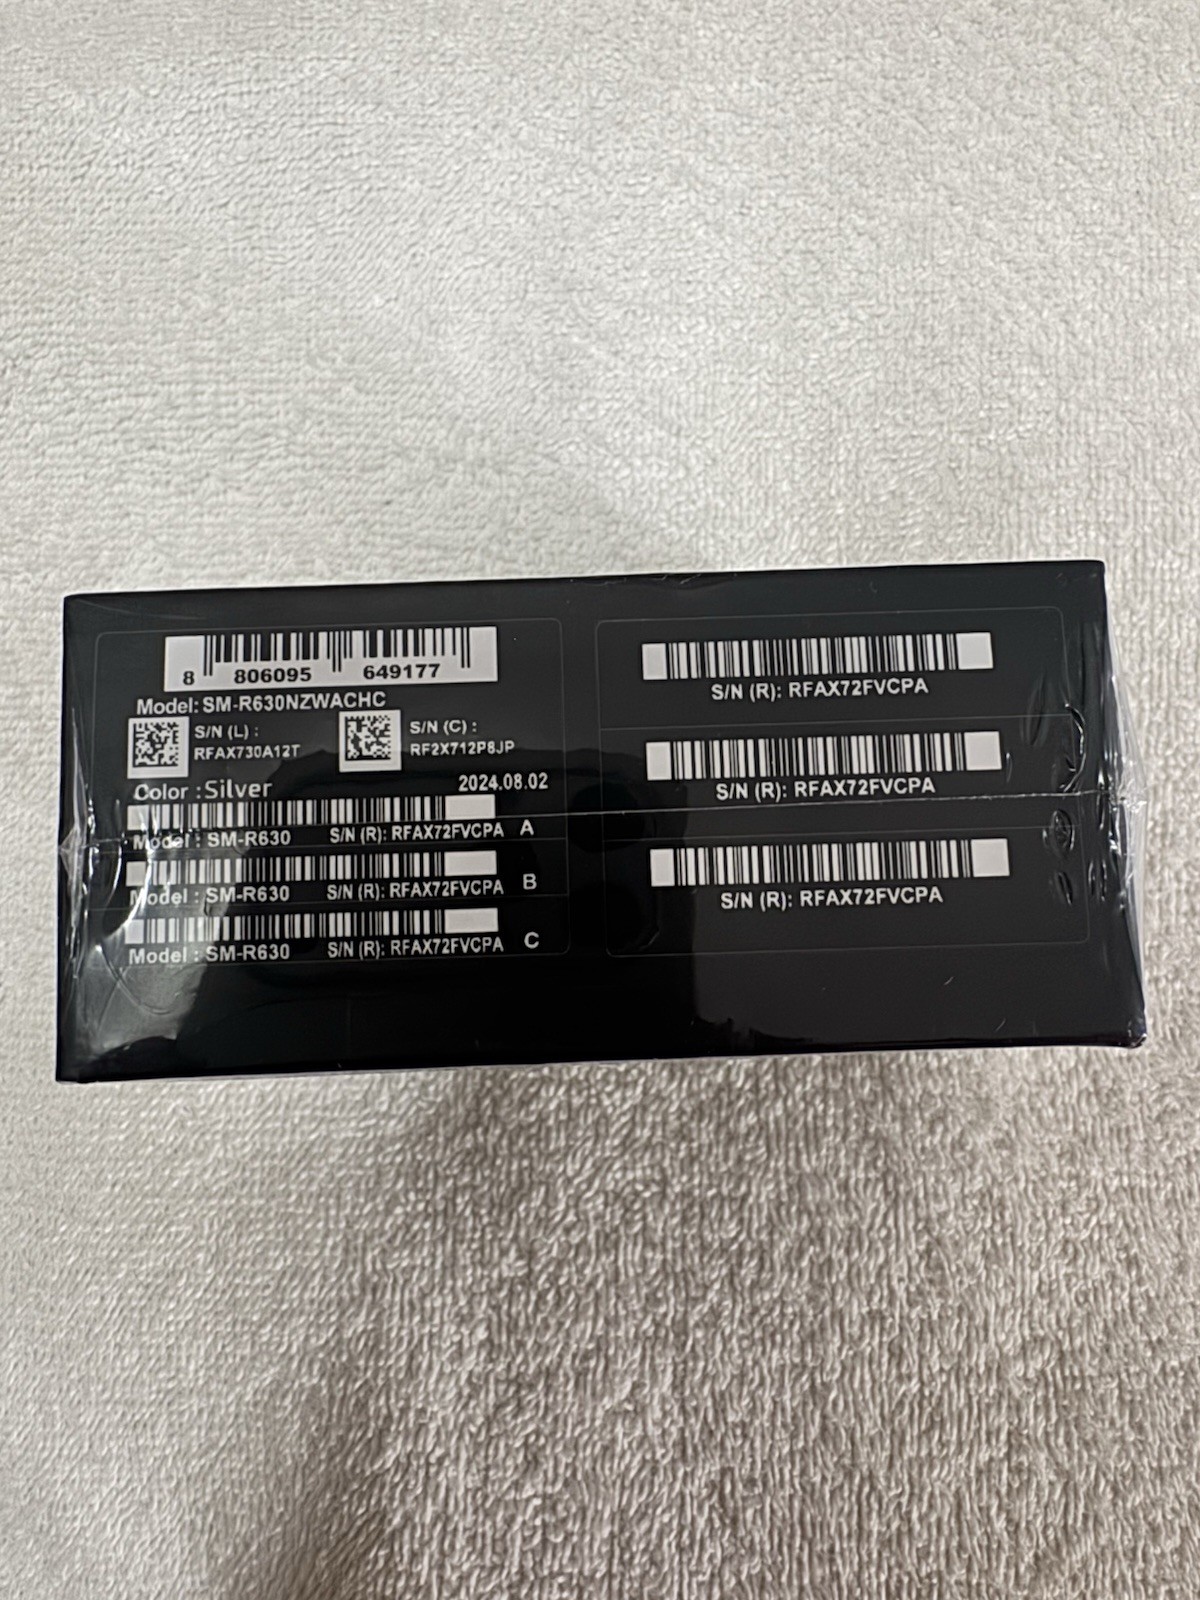 8 806095 649177
Model: SM-R630NZWACHC
S/N (L) :
RFAX730A12T
S/N (C) :
RF2X712P8JP
Color : Silver 2024.08.02
Model : SM-R630 S/N (R): RFAX72FVCPA A
Model : SM-R630 S/N (R): RFAX72FVCPA B
Model : SM-R630 S/N (R): RFAX72FVCPA C
S/N (R): RFAX72FVCPA
S/N (R): RFAX72FVCPA
S/N (R): RFAX72FVCPA